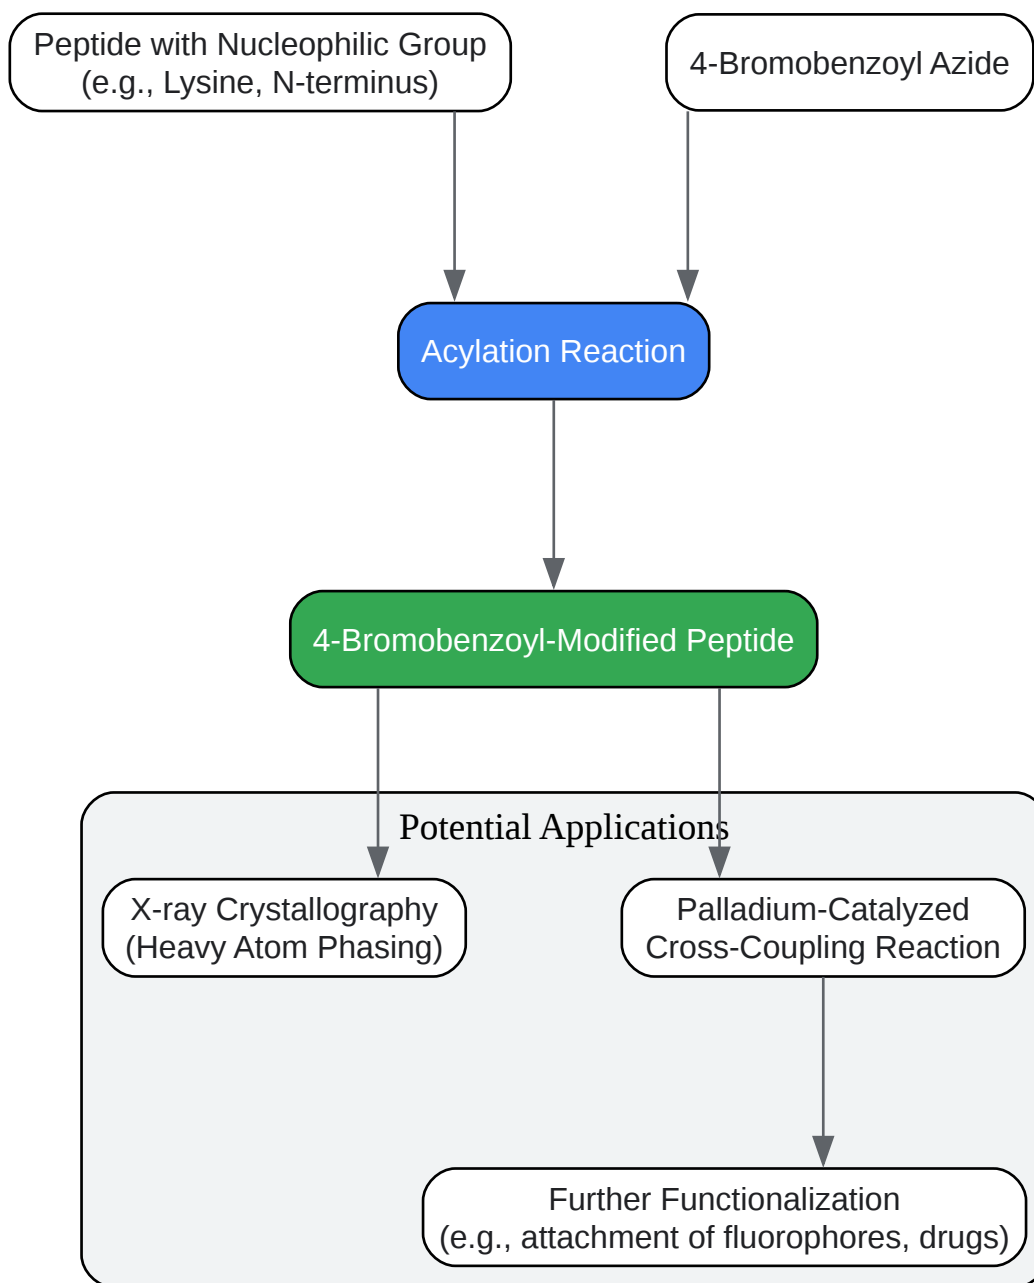 Peptide with Nucleophilic Group
(e.g., Lysine, N-terminus)
4-Bromobenzoyl Azide
Acylation Reaction
4-Bromobenzoyl-Modified Peptide
Potential Applications
X-ray Crystallography
(Heavy Atom Phasing)
Palladium-Catalyzed
Cross-Coupling Reaction
Further Functionalization
(e.g., attachment of fluorophores, drugs)